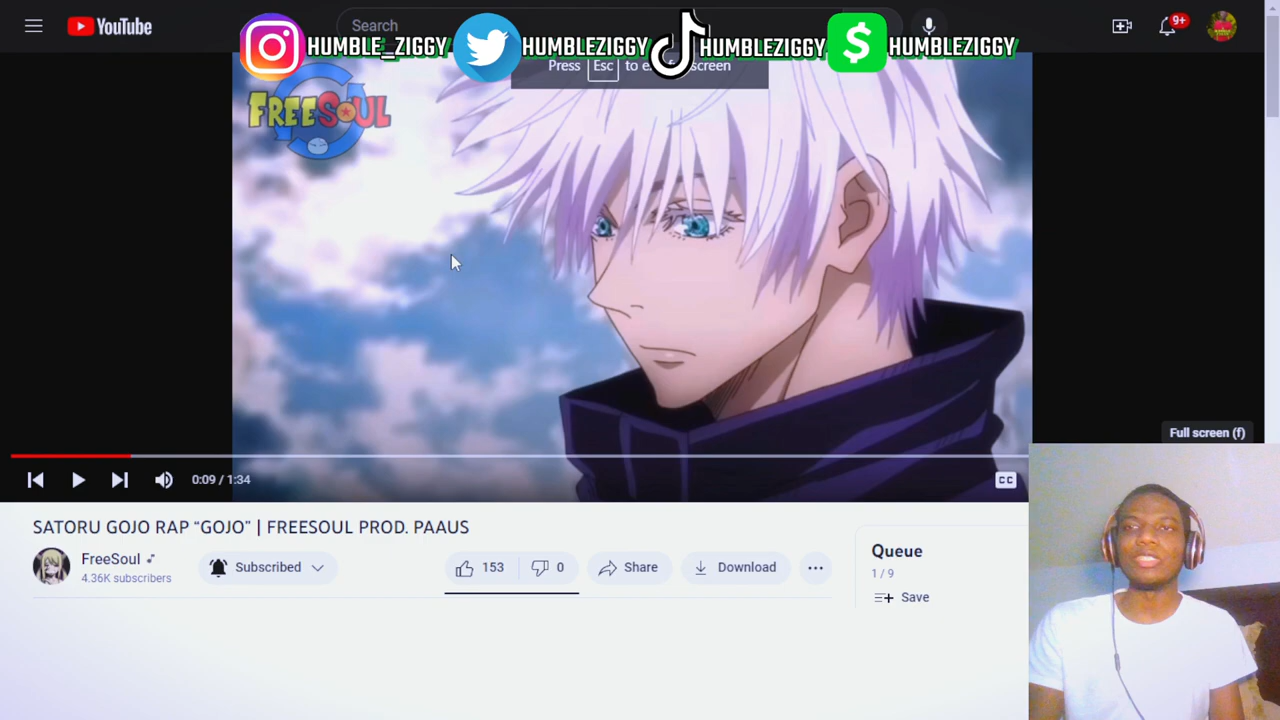 YouTube
Search
9+
HUMBLE_ZIGGY
HUMBLEZIGGY
HUMBLEZIGGY
HUMBLEZIGGY
Press Esc to screen
FREESOUL
Full screen (f)
0:09 / 1:34
CC
SATORU GOJO RAP “GOJO” | FREESOUL PROD. PAAUS
FreeSoul
4.36K subscribers
Subscribed
153
0
Share
Download
Queue
1 / 9
Save